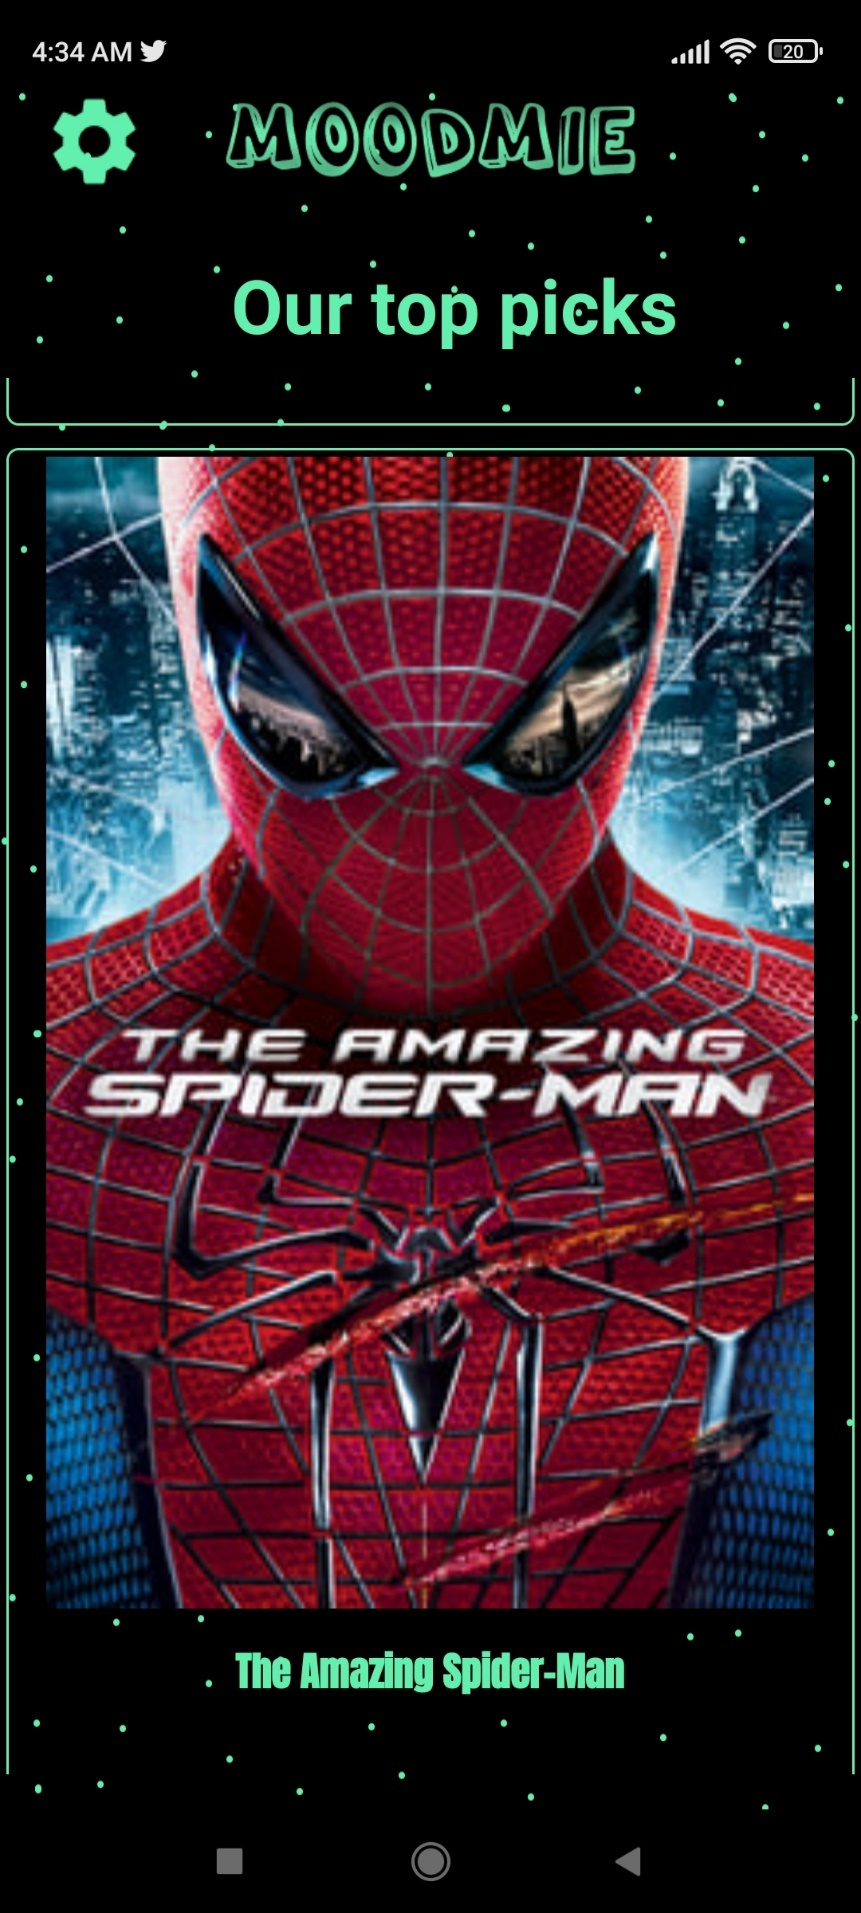 4:34 AM
20
MOODMIE
Our top picks
THE AMAZING
SPIDER-MAN
The Amazing Spider-Man